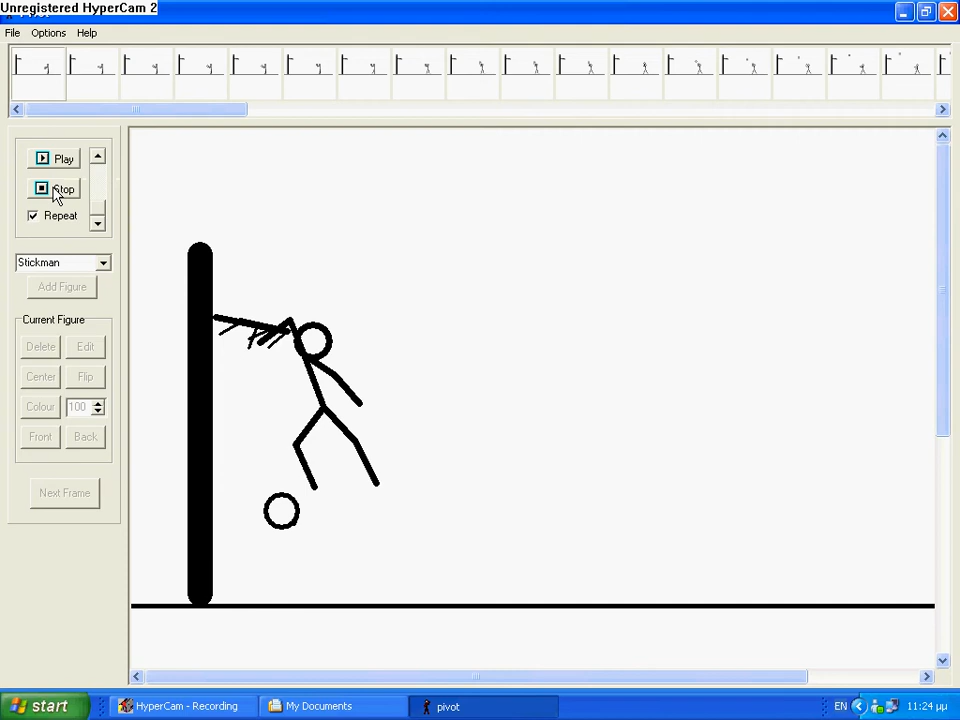 Unregistered HyperCam 2
File Options Help
Play
Stop
Repeat
Stickman
Add Figure
Current Figure
Delete Edit
Center Flip
Colour 100
Front Back
Next Frame
start HyperCam - Recording My Documents pivot EN 11:24 μμ